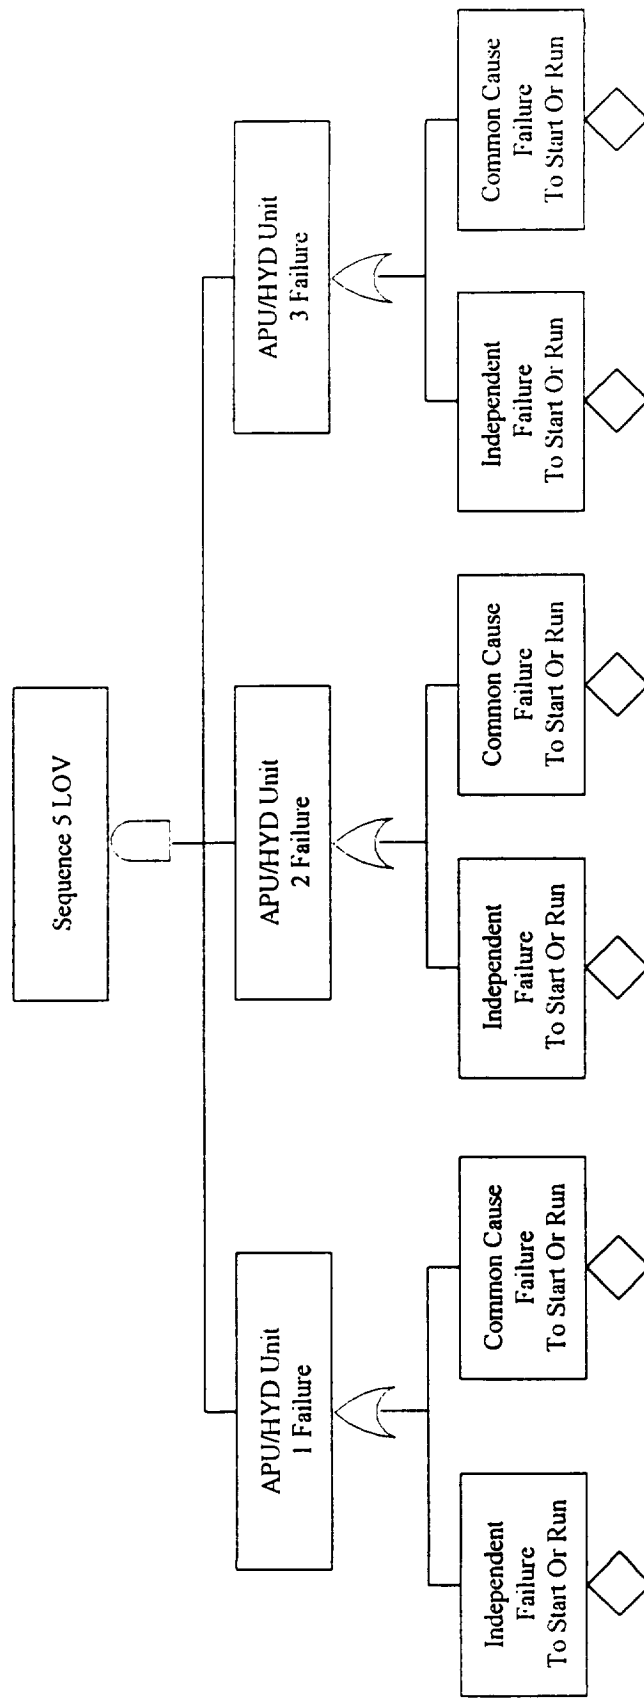 Sequence 5 LOV
APU/HYD Unit
1 Failure
APU/HYD Unit
2 Failure
APU/HYD Unit
3 Failure
Independent
Failure
To Start Or Run
Common Cause
Failure
To Start Or Run
Independent
Failure
To Start Or Run
Common Cause
Failure
To Start Or Run
Independent
Failure
To Start Or Run
Common Cause
Failure
To Start Or Run